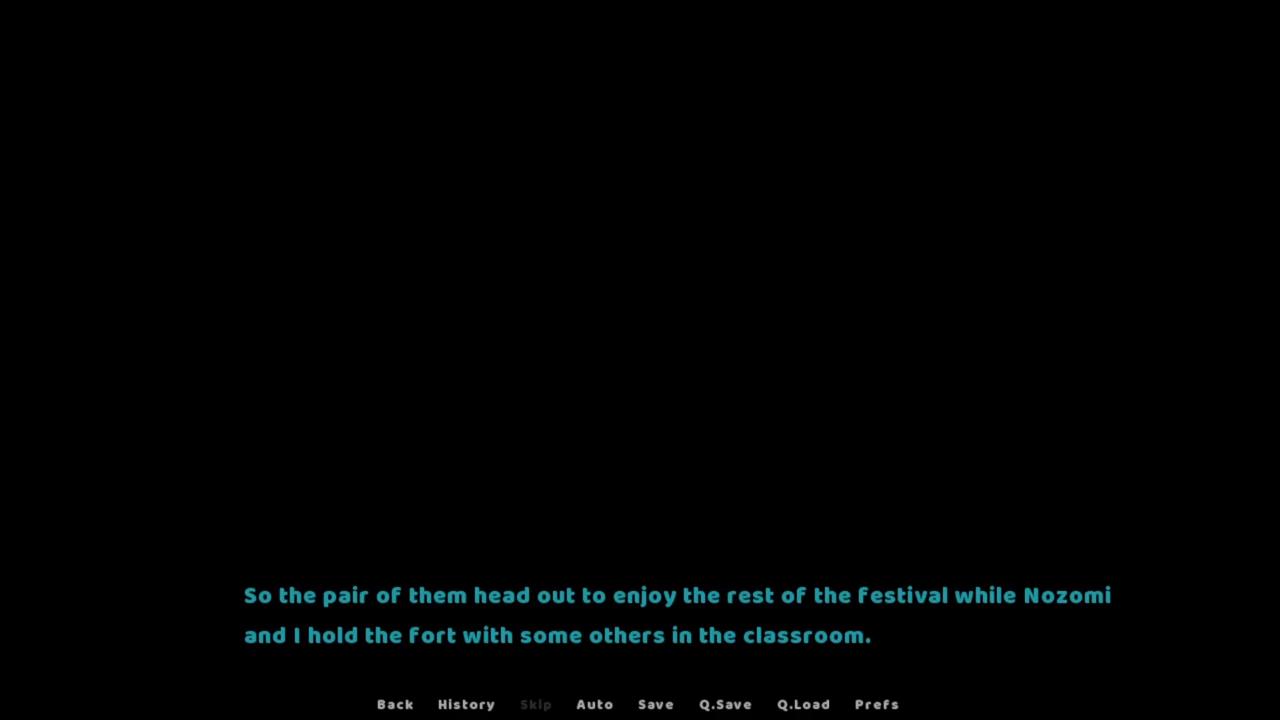 So the pair of them head out to enjoy the rest of the festival while Nozomi
and I hold the fort with some others in the classroom.
Back History Skip Auto Save Q.Save Q.Load Prefs